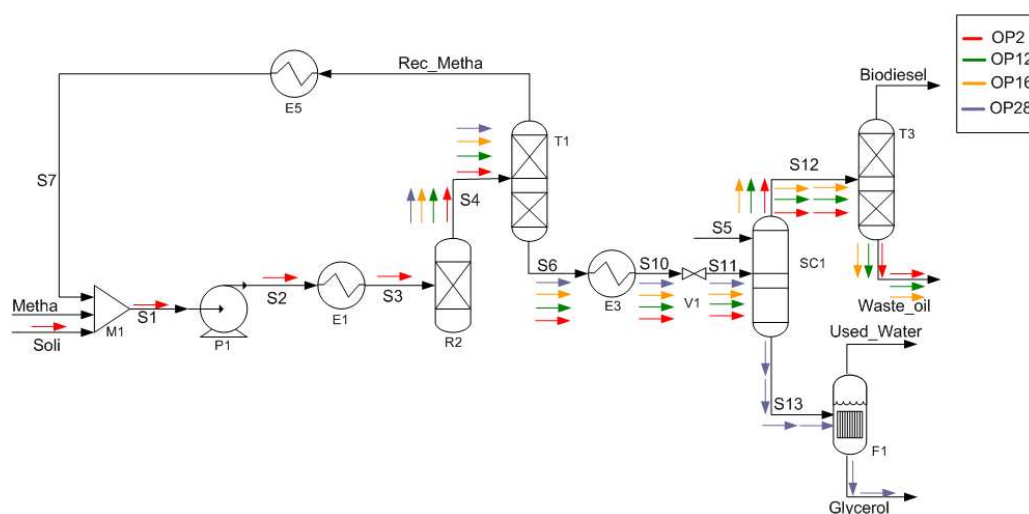 OP2
OP12
OP16
OP28
Rec_Metha
Biodiesel
E5
T1
T3
S7
S12
S4
S5
SC1
S6
S10
S11
S2
S3
V1
E3
Waste_oil
Metha
S1
M1
Soli
P1
E1
R2
Used_Water
S13
F1
Glycerol